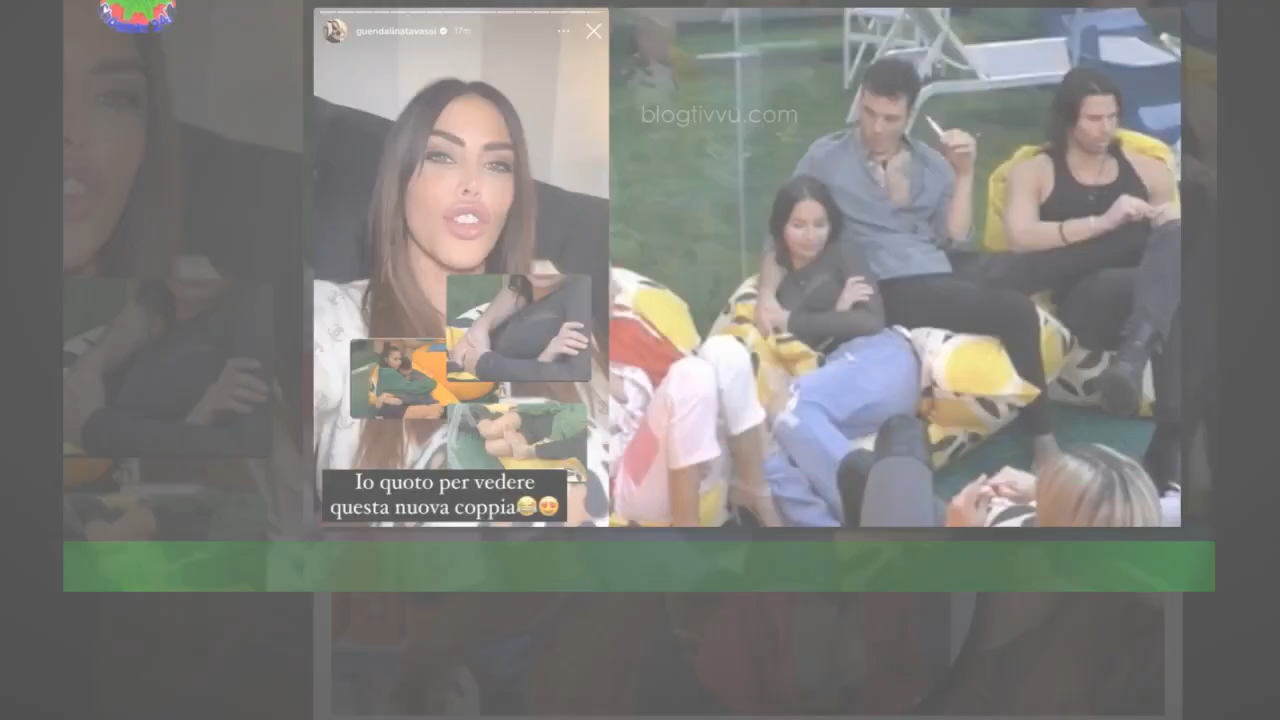 guendalinatavassi 17m
blogtivvu.com
Io quoto per vedere
questa nuova coppia😂😍